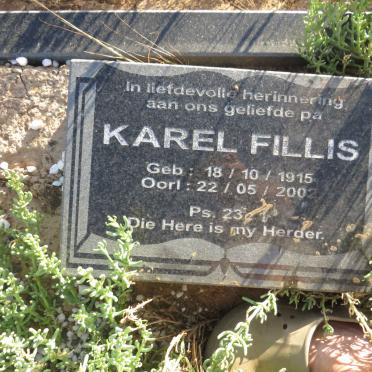 In liefdevolle herinnering
aan ons geliefde pa
KAREL FILLIS
Geb : 18 / 10 / 1915
Oorl : 22 / 05 / 2002
Ps. 23:
Die Here is my Herder.